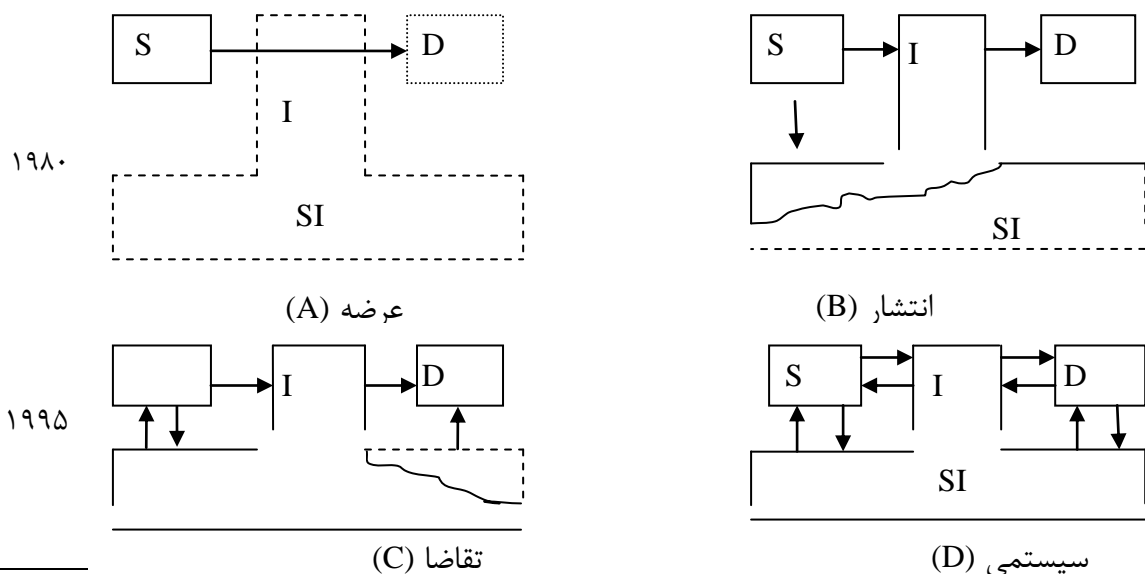 S D S I D
I
۱۹۸۰
SI SI
عرضه (A) انتشار (B)
I D S I D
۱۹۹۵
SI
تقاضا (C) سیستمی (D)